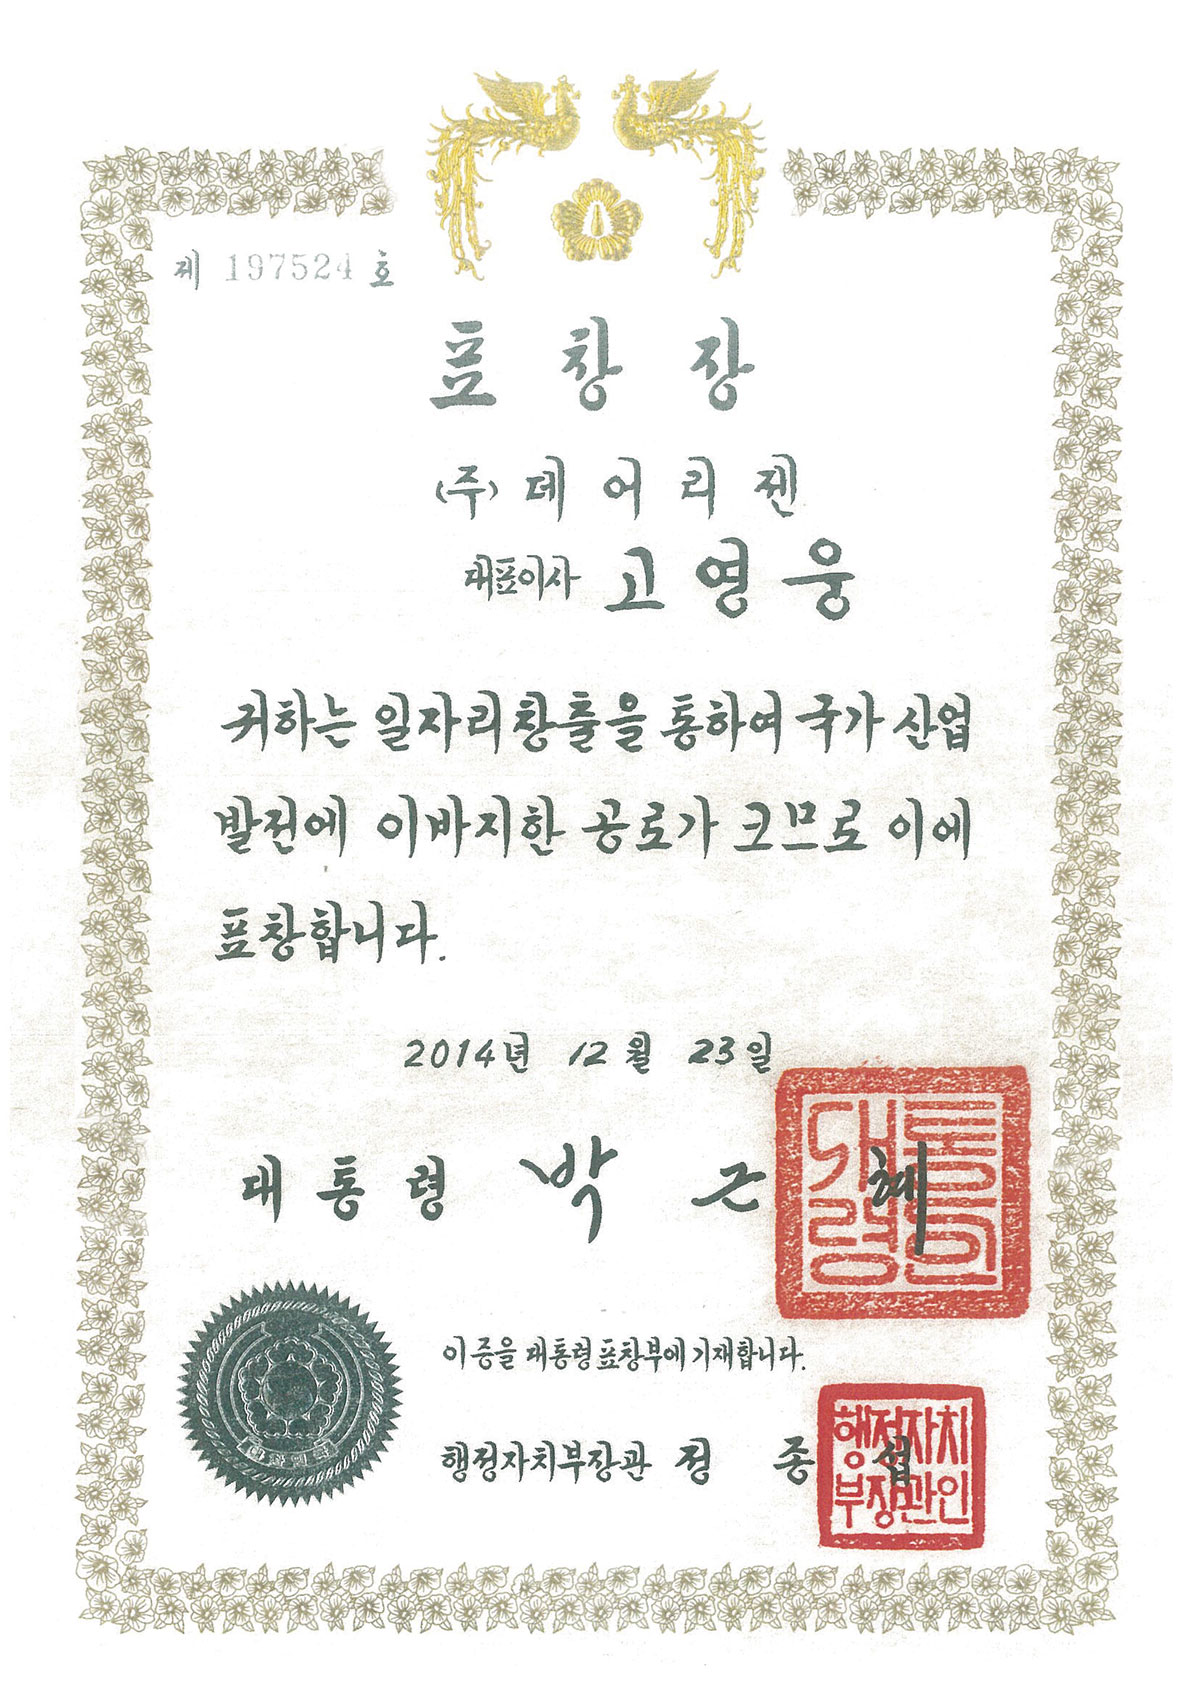 제 197524 호
표 창 장
(주) 데 어 리 젠
대표이사 고 영 웅
귀하는 일자리창출을 통하여 국가 산업
발전에 이바지한 공로가 크므로 이에
표창합니다.
2014년 12월 23일
대 통 령 박 근 혜
대통령인
이 증을 대통령 표창부에 기재합니다.
행정자치부장관 정 종 섭
행정자치
부장관인
대한민국